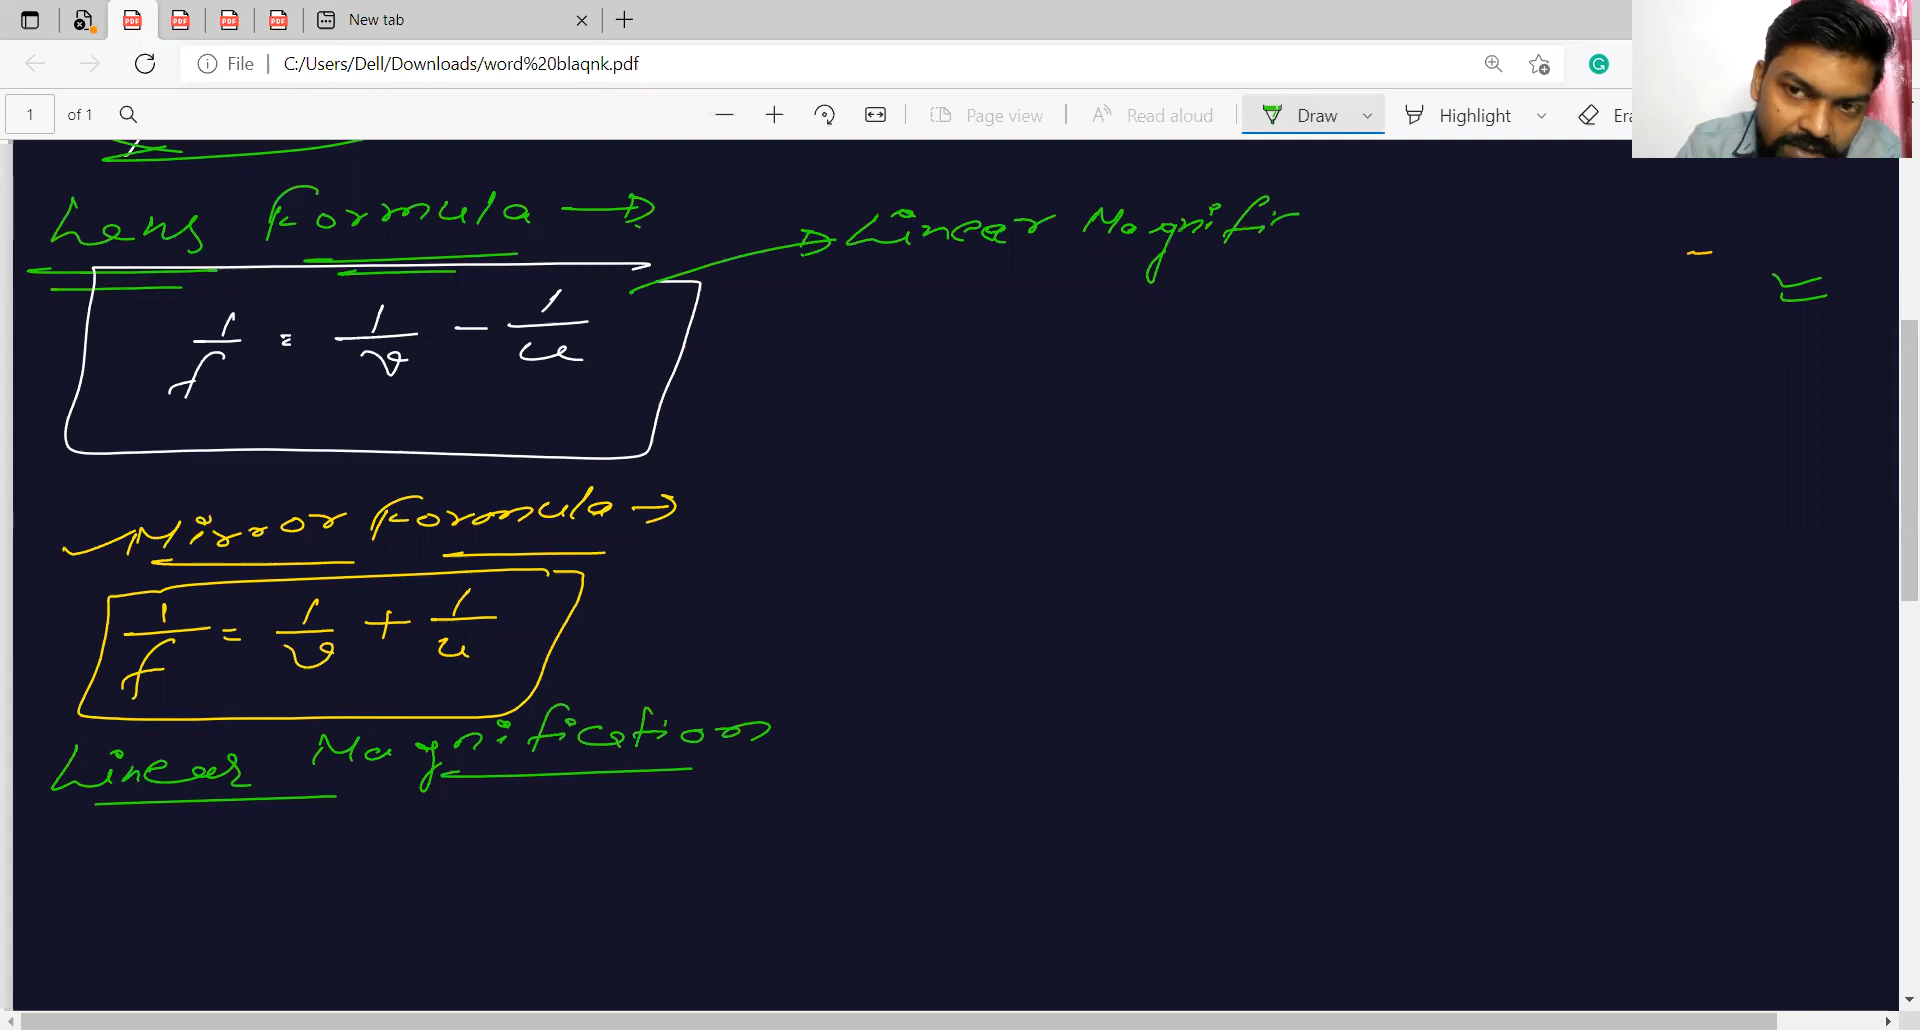 New tab
File C:/Users/Dell/Downloads/word%20blaqnk.pdf
1 of 1 Page view Read aloud Draw Highlight Era
Lens Formula → Linear Magnifi
1/f = 1/v - 1/u
Mirror Formula →
1/f = 1/v + 1/u
Linear Magnification